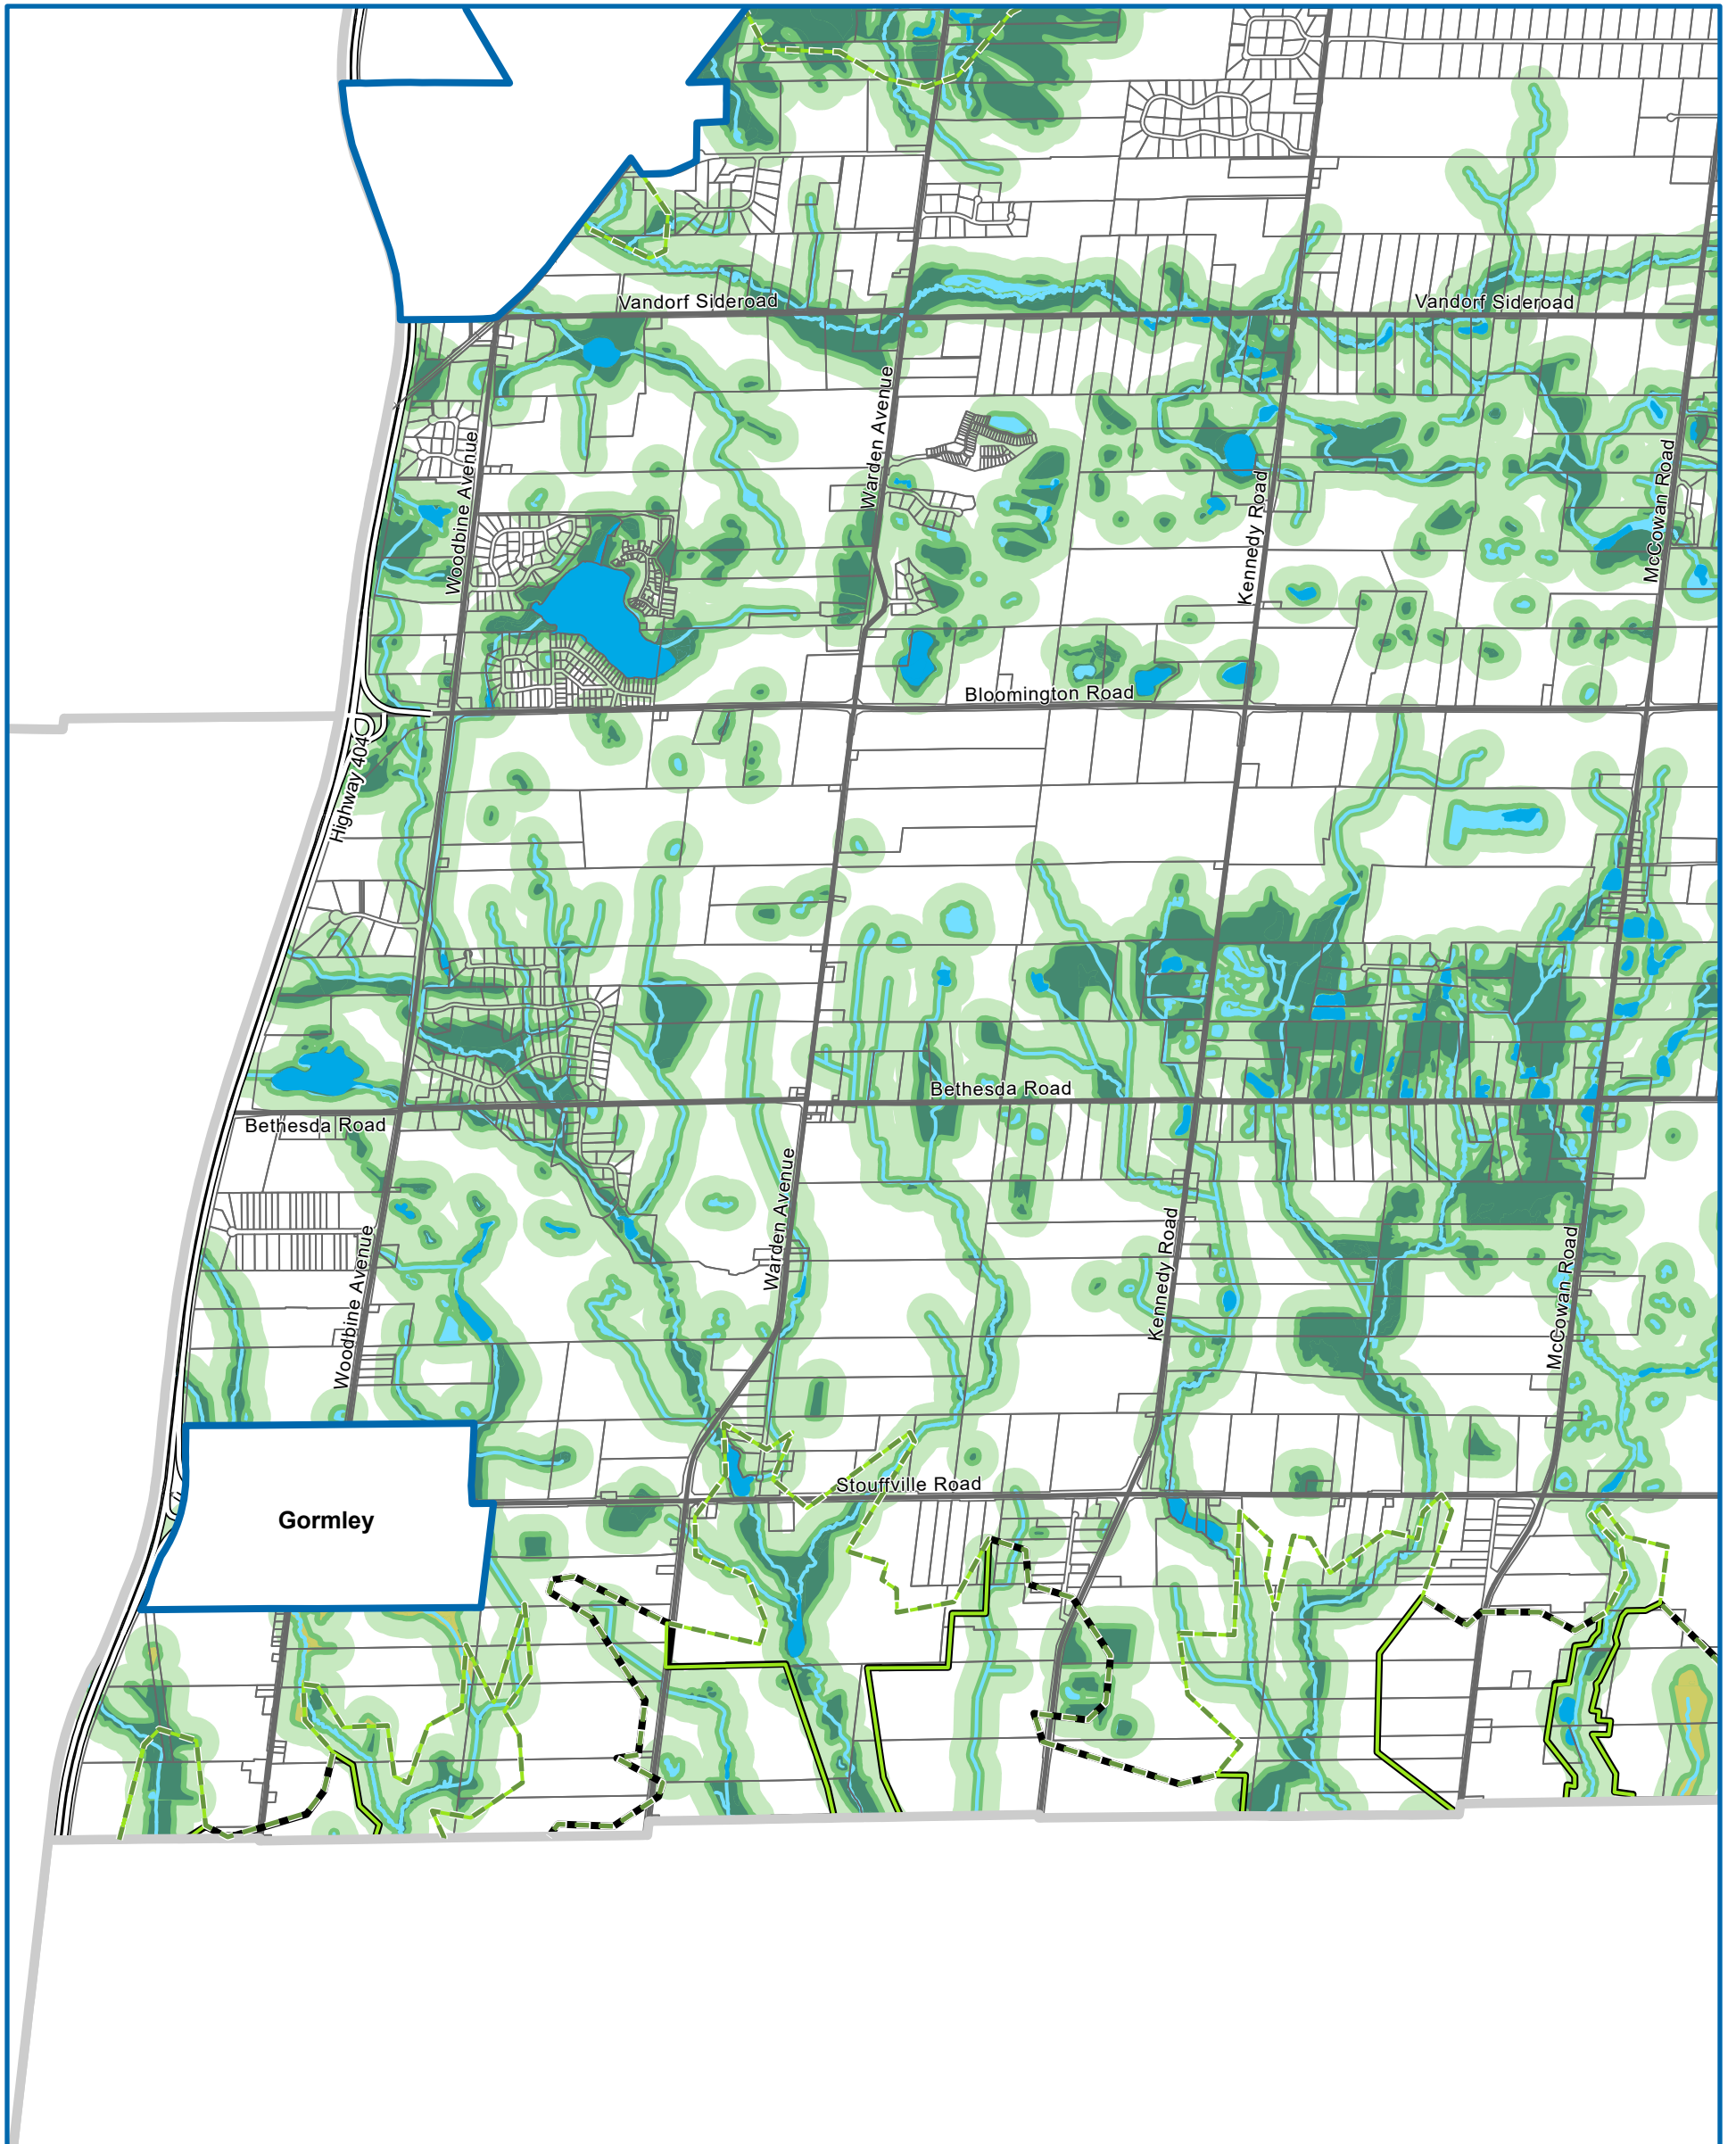 Vandorf Sideroad
Vandorf Sideroad
Woodbine Avenue
Warden Avenue
Kennedy Road
McCowan Road
Bloomington Road
Highway 404
Bethesda Road
Bethesda Road
Woodbine Avenue
Warden Avenue
Kennedy Road
McCowan Road
Stouffville Road
Gormley